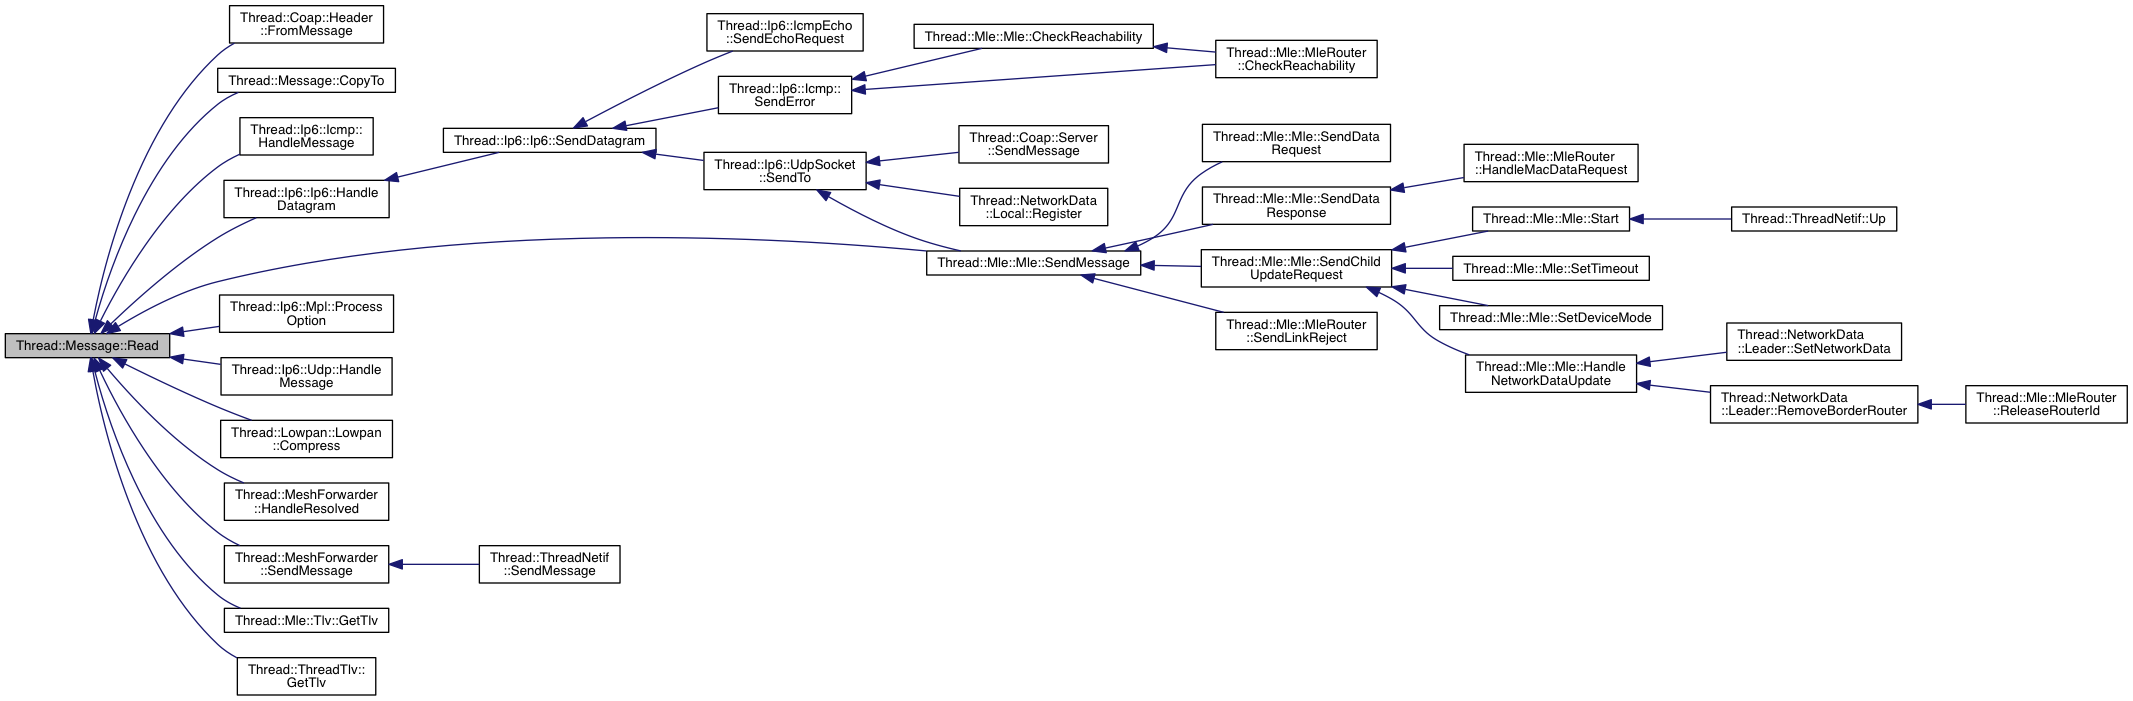 Thread::Message::Read
Thread::Coap::Header
::FromMessage
Thread::Message::CopyTo
Thread::Ip6::Icmp::
HandleMessage
Thread::Ip6::Ip6::Handle
Datagram
Thread::Ip6::Mpl::Process
Option
Thread::Ip6::Udp::Handle
Message
Thread::Lowpan::Lowpan
::Compress
Thread::MeshForwarder
::HandleResolved
Thread::MeshForwarder
::SendMessage
Thread::Mle::Tlv::GetTlv
Thread::ThreadTlv::
GetTlv
Thread::Ip6::Ip6::SendDatagram
Thread::ThreadNetif
::SendMessage
Thread::Ip6::IcmpEcho
::SendEchoRequest
Thread::Ip6::Icmp::
SendError
Thread::Ip6::UdpSocket
::SendTo
Thread::Mle::Mle::CheckReachability
Thread::Coap::Server
::SendMessage
Thread::NetworkData
::Local::Register
Thread::Mle::Mle::SendMessage
Thread::Mle::MleRouter
::CheckReachability
Thread::Mle::Mle::SendData
Request
Thread::Mle::Mle::SendData
Response
Thread::Mle::Mle::SendChild
UpdateRequest
Thread::Mle::MleRouter
::SendLinkReject
Thread::Mle::MleRouter
::HandleMacDataRequest
Thread::Mle::Mle::Start
Thread::Mle::Mle::SetTimeout
Thread::Mle::Mle::SetDeviceMode
Thread::Mle::Mle::Handle
NetworkDataUpdate
Thread::ThreadNetif::Up
Thread::NetworkData
::Leader::SetNetworkData
Thread::NetworkData
::Leader::RemoveBorderRouter
Thread::Mle::MleRouter
::ReleaseRouterId